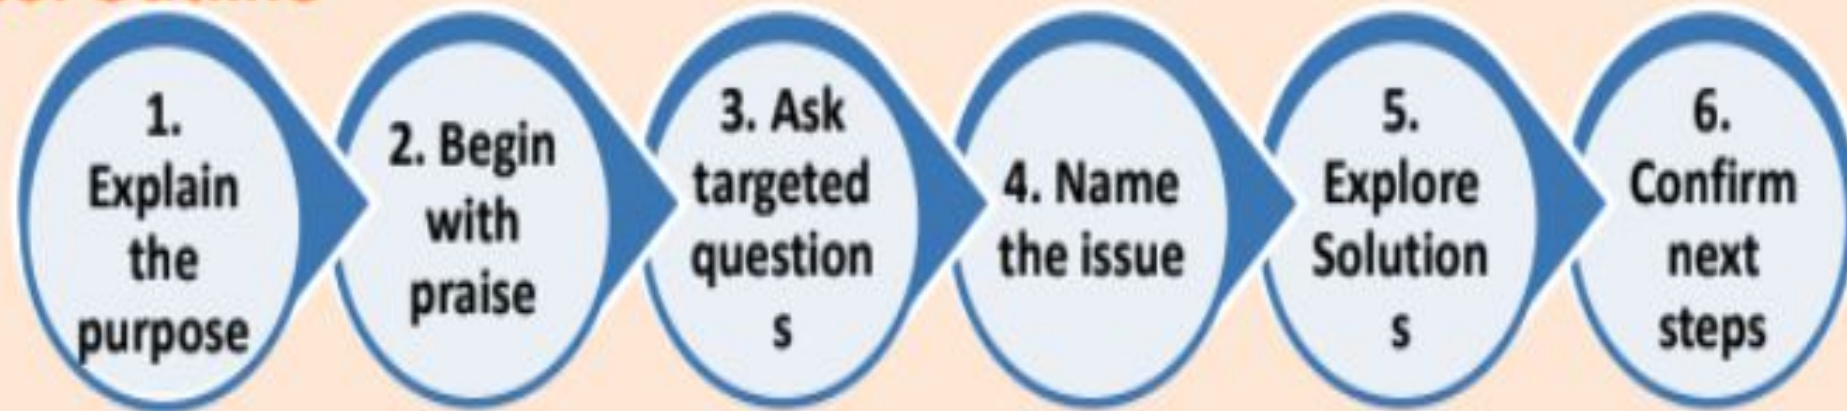 1.
Explain
the
purpose
2. Begin
with
praise
3. Ask
targeted
question
s
4. Name
the issue
5.
Explore
Solution
s
6.
Confirm
next
steps